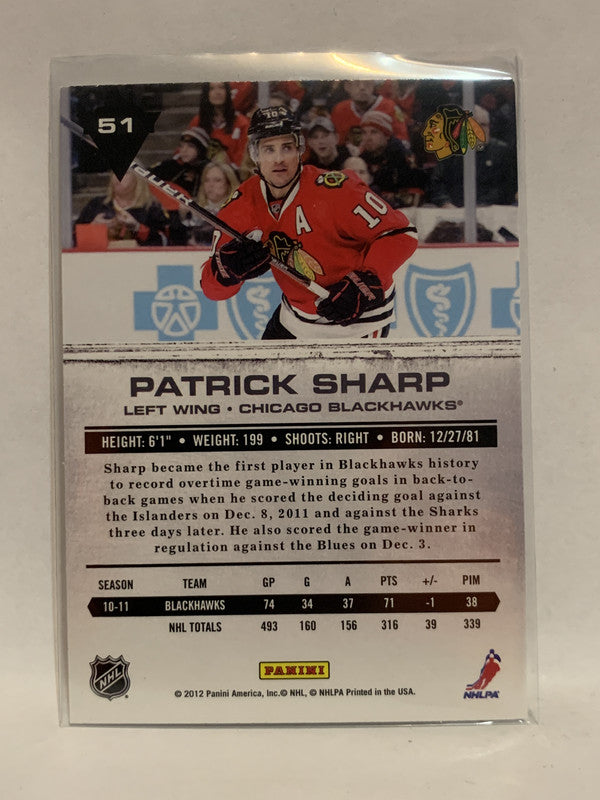 51
10
A
10
PATRICK SHARP
LEFT WING • CHICAGO BLACKHAWKS®
HEIGHT: 6'1" • WEIGHT: 199 • SHOOTS: RIGHT • BORN: 12/27/81
Sharp became the first player in Blackhawks history
to record overtime game-winning goals in back-to-
back games when he scored the deciding goal against
the Islanders on Dec. 8, 2011 and against the Sharks
three days later. He also scored the game-winner in
regulation against the Blues on Dec. 3.
SEASON TEAM GP G A PTS +/- PIM
10-11 BLACKHAWKS 74 34 37 71 -1 38
NHL TOTALS 493 160 156 316 39 339
NHL
PANINI
NHLPA
© 2012 Panini America, Inc.© NHL, © NHLPA Printed in the USA.